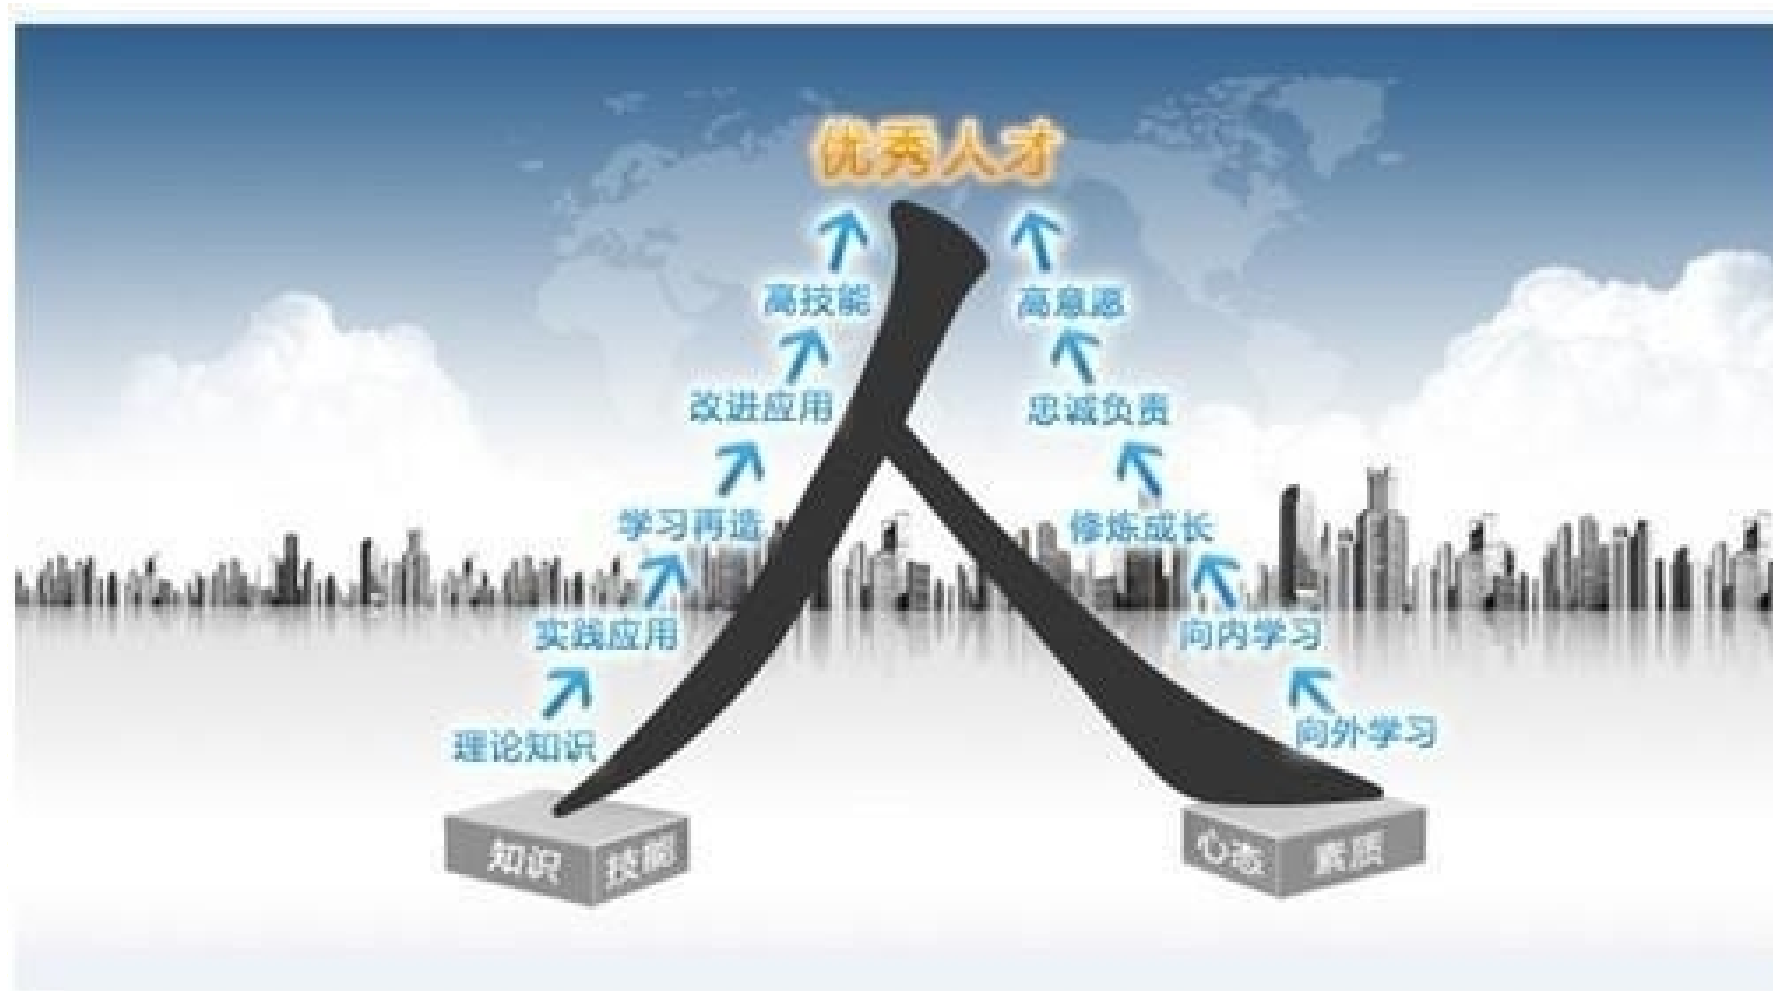 优秀人才
高技能
高意愿
改进应用
忠诚负责
学习再造
修炼成长
实践应用
向内学习
理论知识
向外学习
人
知识 技能
心态 素质